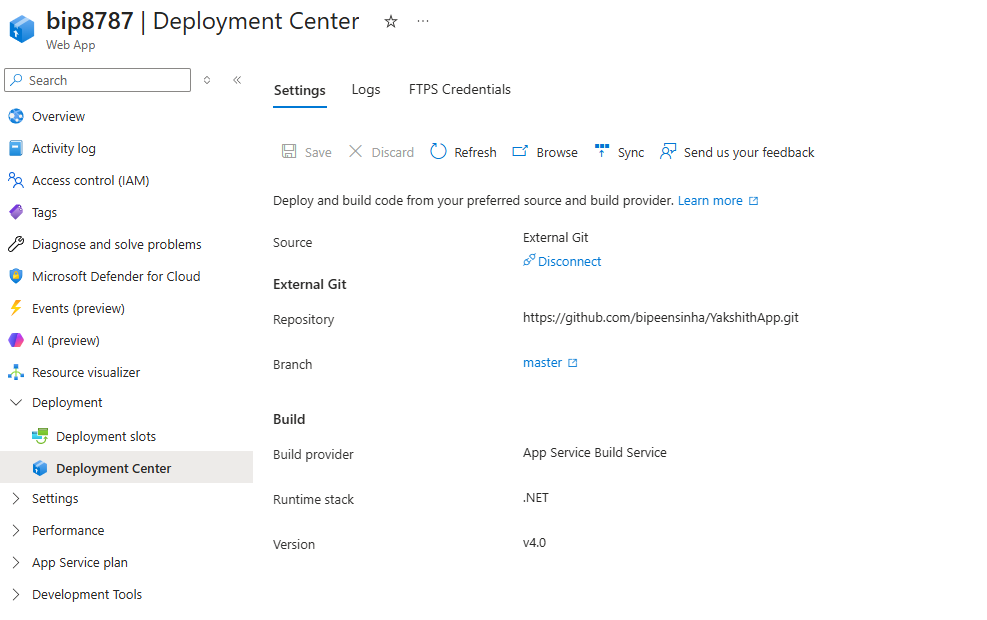 bip8787 | Deployment Center
Web App
Search
Overview
Activity log
Access control (IAM)
Tags
Diagnose and solve problems
Microsoft Defender for Cloud
Events (preview)
AI (preview)
Resource visualizer
Deployment
Deployment slots
Deployment Center
Settings
Performance
App Service plan
Development Tools
Settings Logs FTPS Credentials
Save Discard Refresh Browse Sync Send us your feedback
Deploy and build code from your preferred source and build provider. Learn more
Source External Git
Disconnect
External Git
Repository https://github.com/bipeensinha/YakshithApp.git
Branch master
Build
Build provider App Service Build Service
Runtime stack .NET
Version v4.0